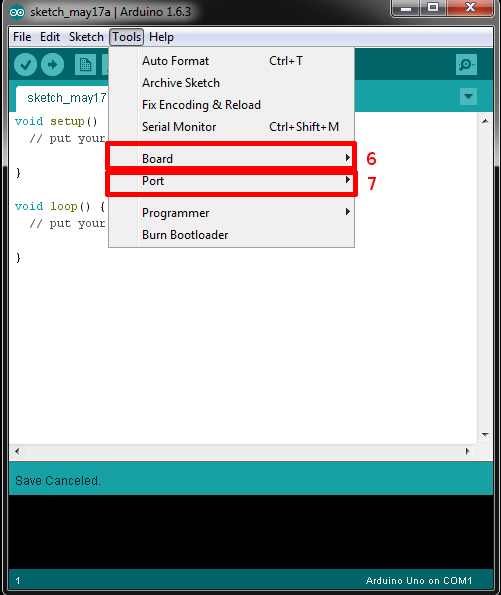 sketch_may17a | Arduino 1.6.3
File Edit Sketch Tools Help
Auto Format Ctrl+T
Archive Sketch
Fix Encoding & Reload
Serial Monitor Ctrl+Shift+M
Board 6
Port 7
Programmer
Burn Bootloader
sketch_may17
void setup()
// put your
}
void loop() {
// put your
}
Save Canceled.
1 Arduino Uno on COM1